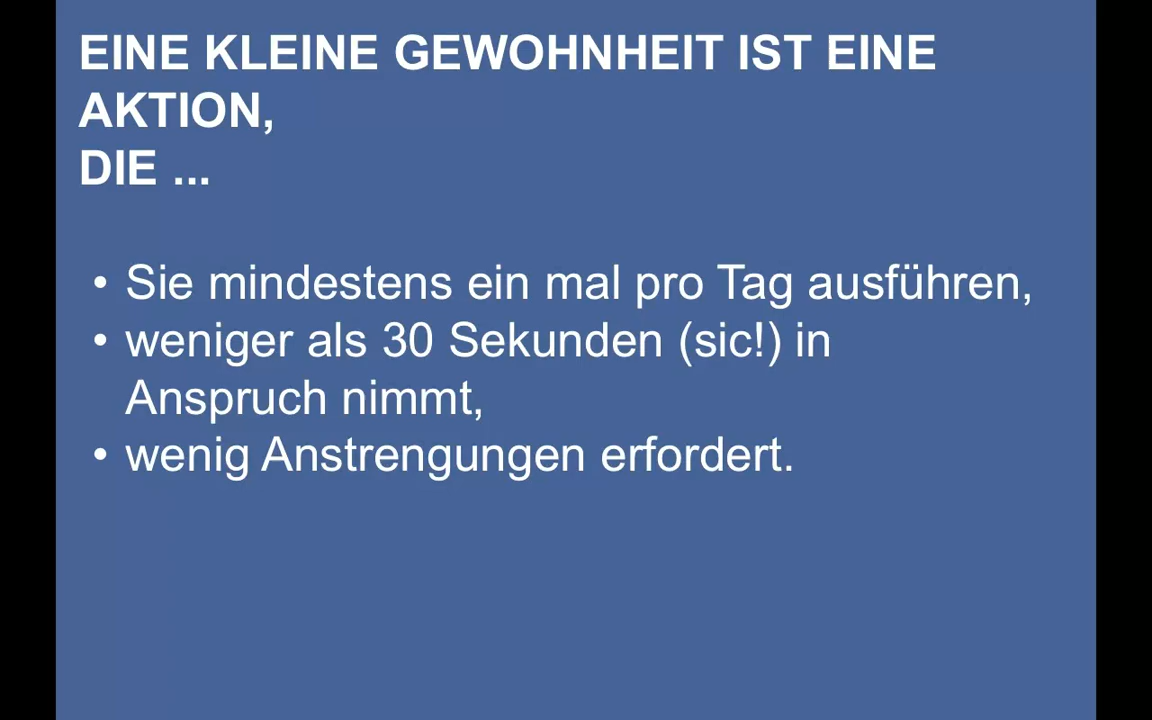 EINE KLEINE GEWOHNHEIT IST EINE
AKTION,
DIE ...
• Sie mindestens ein mal pro Tag ausführen,
• weniger als 30 Sekunden (sic!) in
Anspruch nimmt,
• wenig Anstrengungen erfordert.